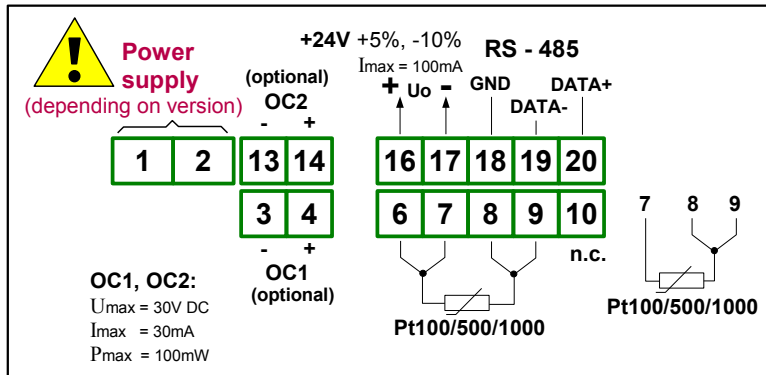 !
Power
supply
(depending on version)
(optional)
OC2
- +
+24V +5%, -10%
Imax = 100mA
+ Uo -
RS - 485
GND
DATA-
DATA+
1 2 13 14 16 17 18 19 20
3 4 6 7 8 9 10
- +
OC1
(optional)
n.c.
Pt100/500/1000
7 8 9
Pt100/500/1000
OC1, OC2:
Umax = 30V DC
Imax = 30mA
Pmax = 100mW